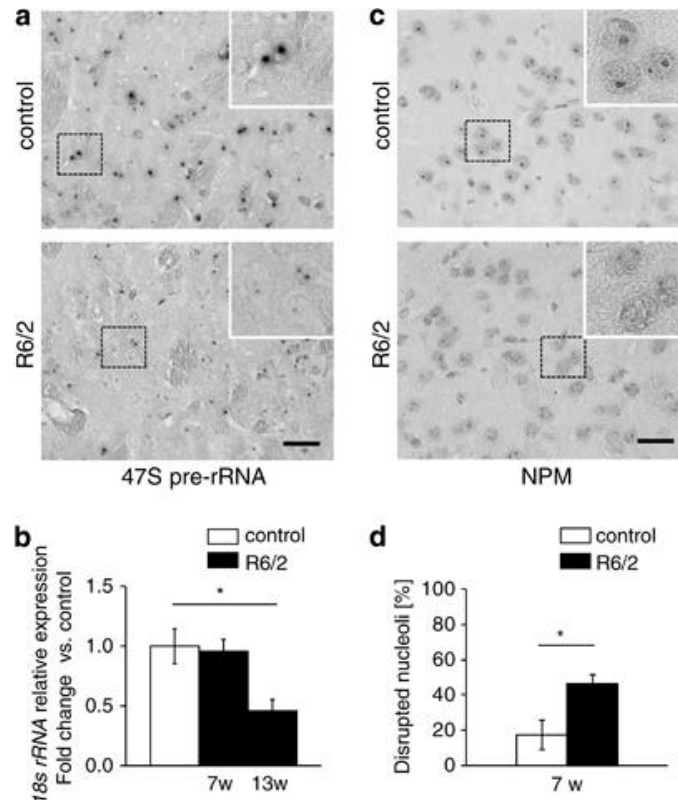 a
control
R6/2
47S pre-rRNA
c
control
R6/2
NPM
b
control
R6/2
18s rRNA relative expression
Fold change vs. control
1.5
1.0
0.5
0.0
*
7w 13w
d
control
R6/2
Disrupted nucleoli [%]
100
80
60
40
20
0
*
7 w